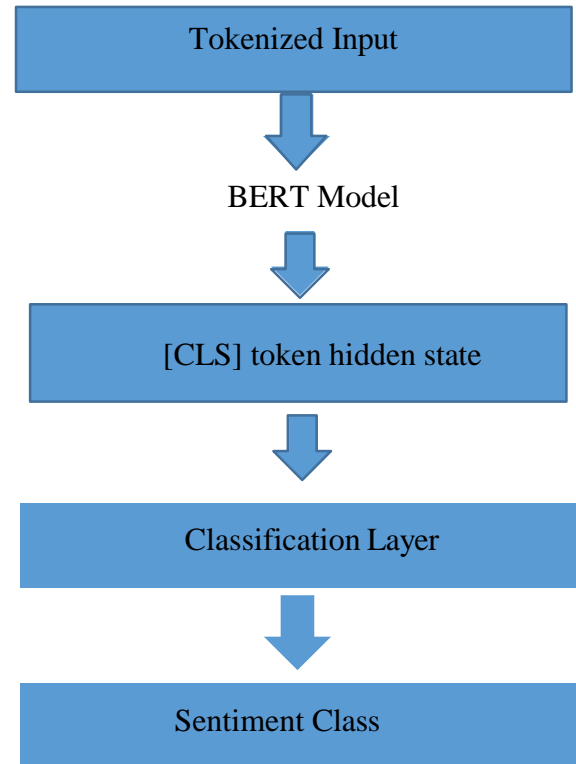 Tokenized Input
BERT Model
[CLS] token hidden state
Classification Layer
Sentiment Class